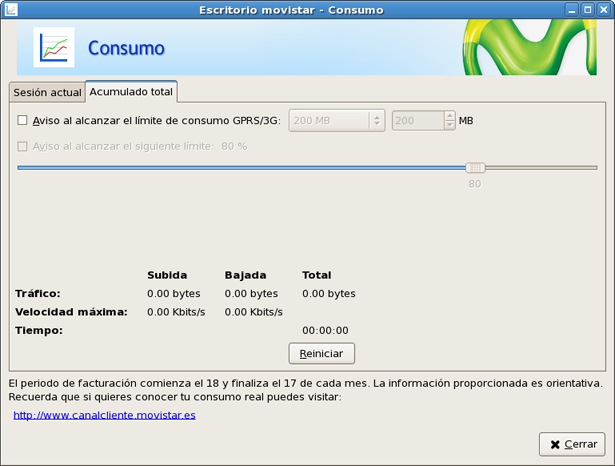 Escritorio movistar - Consumo
Consumo
Sesión actual Acumulado total
Aviso al alcanzar el límite de consumo GPRS/3G: 200 MB 200 MB
Aviso al alcanzar el siguiente límite: 80 %
80
Subida Bajada Total
Tráfico: 0.00 bytes 0.00 bytes 0.00 bytes
Velocidad máxima: 0.00 Kbits/s 0.00 Kbits/s
Tiempo: 00:00:00
Reiniciar
El periodo de facturación comienza el 18 y finaliza el 17 de cada mes. La información proporcionada es orientativa.
Recuerda que si quieres conocer tu consumo real puedes visitar:
http://www.canalcliente.movistar.es
Cerrar